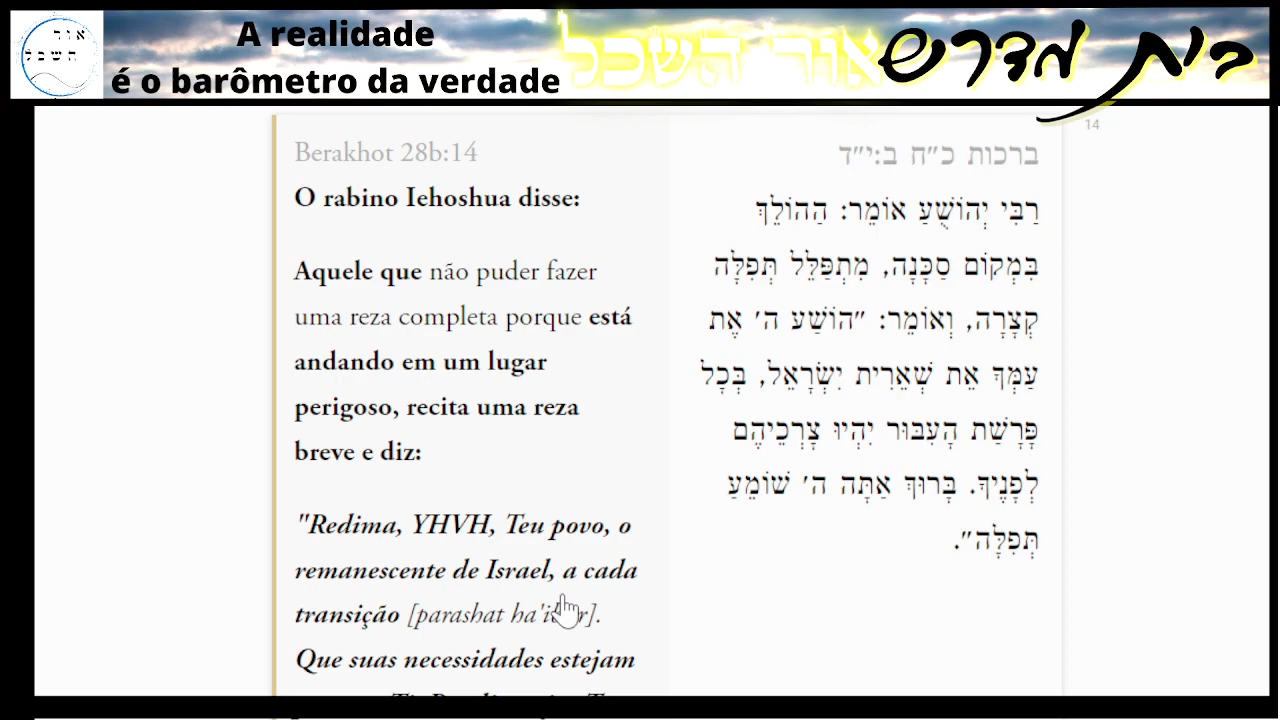 אור
השכל
A realidade
é o barômetro da verdade
אור השכל
בית מדרש
14
Berakhot 28b:14
O rabino Iehoshua disse:
Aquele que não puder fazer
uma reza completa porque está
andando em um lugar
perigoso, recita uma reza
breve e diz:
"Redima, YHVH, Teu povo, o
remanescente de Israel, a cada
transição [parashat
Que suas necessidades estejam
ברכות כ״ח ב:י״ד
רַבִּי יְהוֹשֻׁעַ אוֹמֵר: הַהוֹלֵךְ
בִּמְקוֹם סַכָּנָה, מִתְפַּלֵּל תְּפִלָּה
קְצָרָה, וְאוֹמֵר: ״הוֹשַׁע ה׳ אֶת
עַמְּךָ אֵת שְׁאֵרִית יִשְׂרָאֵל, בְּכָל
פָּרָשַׁת הָעִבּוּר יִהְיוּ צָרְכֵיהֶם
לְפָנֶיךָ. בָּרוּךְ אַתָּה ה׳ שׁוֹמֵעַ
תְּפִלָּה״.